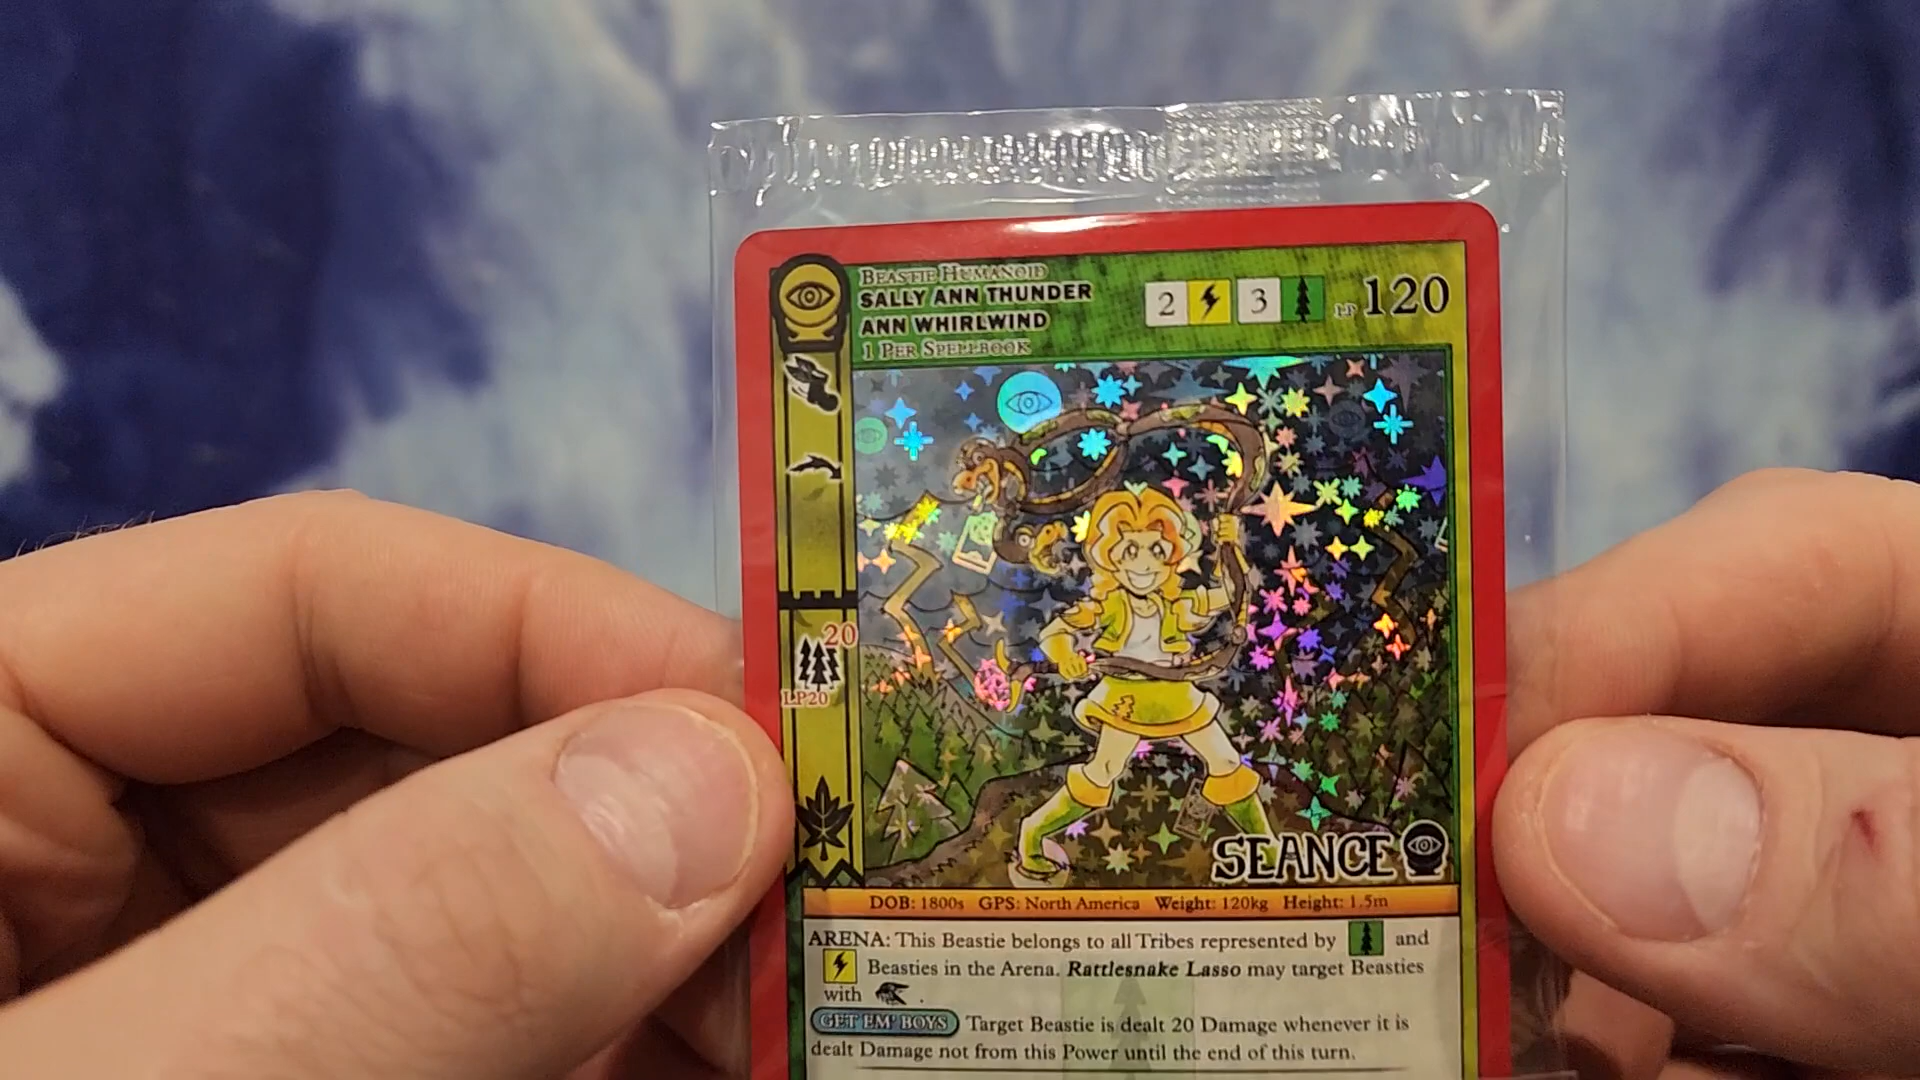 BEASTIE HUMANOID
SALLY ANN THUNDER
ANN WHIRLWIND
1 PER SPELLBOOK
2 3 LP 120
20
LP20
SEANCE
DOB: 1800s GPS: North America Weight: 120kg Height: 1.5m
ARENA: This Beastie belongs to all Tribes represented by and
Beasties in the Arena. Rattlesnake Lasso may target Beasties
with .
GET EM' BOYS Target Beastie is dealt 20 Damage whenever it is
dealt Damage not from this Power until the end of this turn.